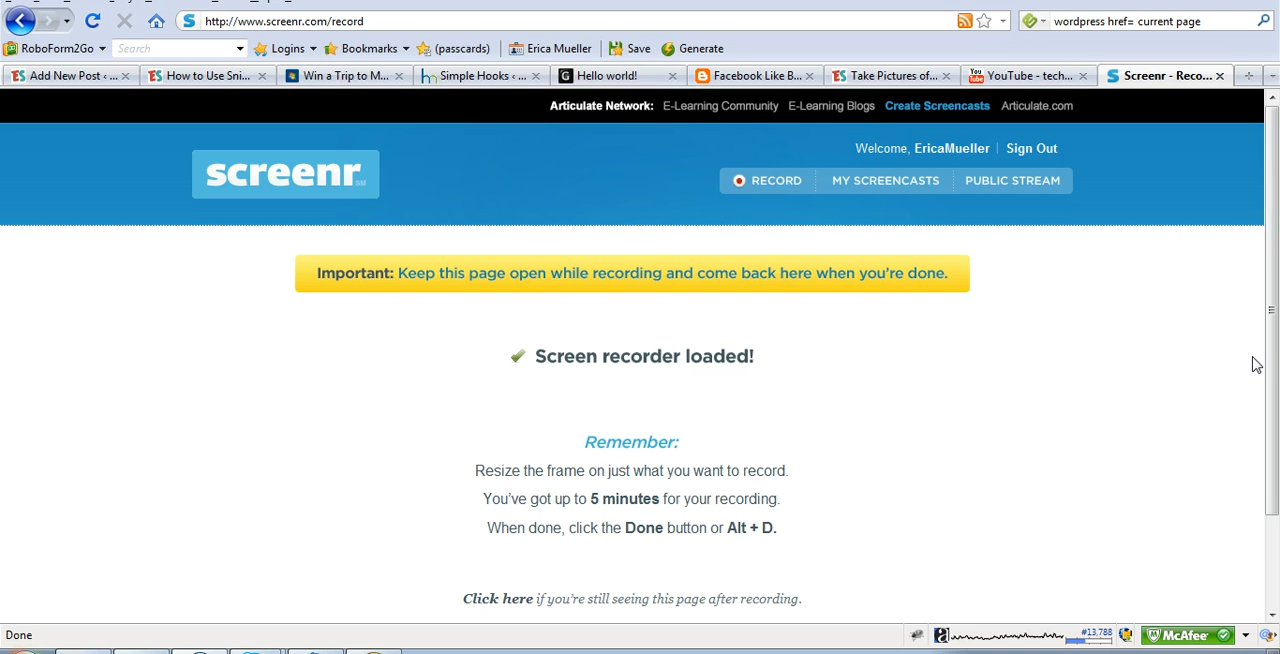 http://www.screenr.com/record
wordpress href= current page
RoboForm2Go Search Logins Bookmarks (passcards) Erica Mueller Save Generate
Add New Post ‹ ... How to Use Sni... Win a Trip to M... Simple Hooks ‹ ... Hello world! Facebook Like B... Take Pictures of... YouTube - tech... Screenr - Reco...
Articulate Network: E-Learning Community E-Learning Blogs Create Screencasts Articulate.com
Welcome, EricaMueller | Sign Out
screenr SM
RECORD MY SCREENCASTS PUBLIC STREAM
Important: Keep this page open while recording and come back here when you're done.
Screen recorder loaded!
Remember:
Resize the frame on just what you want to record.
You've got up to 5 minutes for your recording.
When done, click the Done button or Alt + D.
Click here if you're still seeing this page after recording.
Done #13,788 McAfee